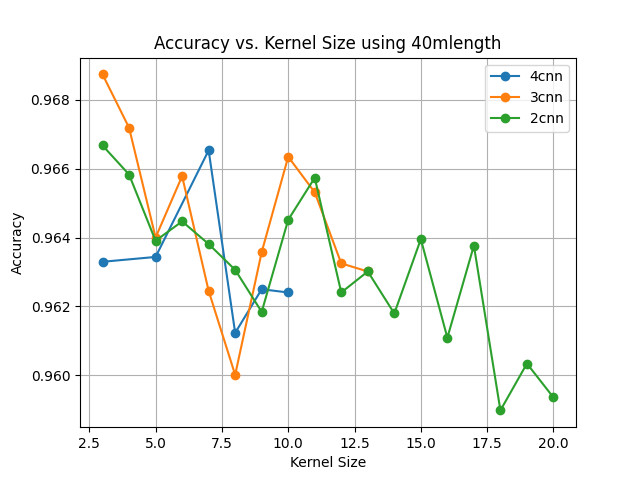 Accuracy vs. Kernel Size using 40mlength
4cnn
3cnn
2cnn
0.968
0.966
0.964
0.962
0.960
Accuracy
2.5 5.0 7.5 10.0 12.5 15.0 17.5 20.0
Kernel Size